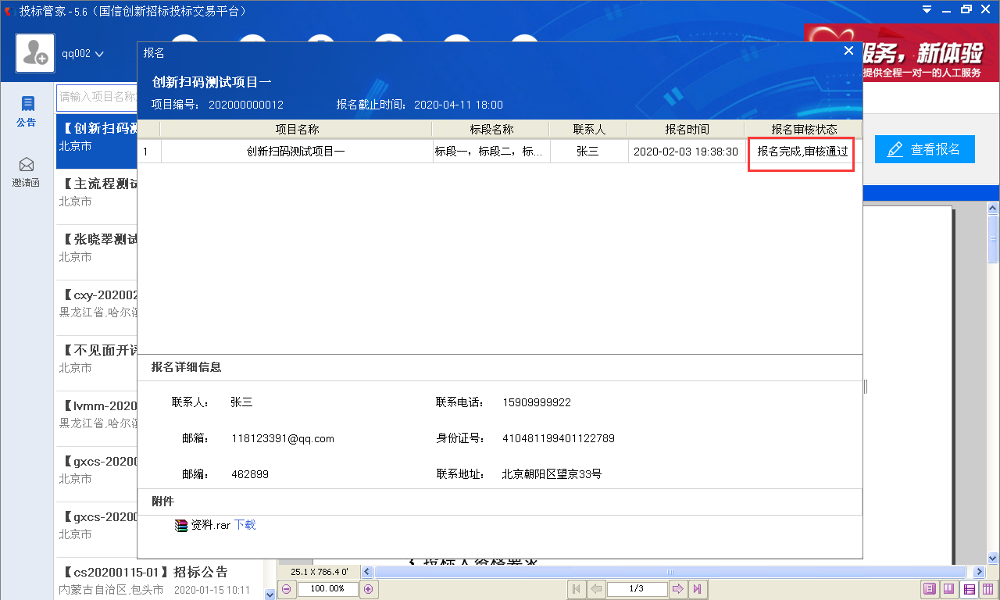 投标管家 - 5.6（国信创新招标投标交易平台）
qq002
服务，新体验
提供全程一对一的人工服务
报名
创新扫码测试项目一
项目编号： 202000000012 报名截止时间： 2020-04-11 18:00
项目名称 标段名称 联系人 报名时间 报名审核状态
1 创新扫码测试项目一 标段一，标段二，标... 张三 2020-02-03 19:38:30 报名完成,审核通过
报名详细信息
联系人： 张三 联系电话： 15909999922
邮箱： 118123391@qq.com 身份证号： 410481199401122789
邮编： 462899 联系地址： 北京朝阳区望京33号
附件
资料.rar 下载
公告
邀请函
请输入项目名称
【创新扫码测
北京市
【主流程测试
北京市
【张晓翠测试
北京市
【cxy-202002
黑龙江省,哈尔滨
【不见面开评
北京市
【lvmm-2020
黑龙江省,哈尔滨
【gxcs-2020
北京市
【gxcs-2020
北京市
【cs20200115-01】招标公告
内蒙古自治区,包头市 2020-01-15 10:11
查看报名
投标人资格要求
25.1 X 786.4 0'
100.00%
1/3